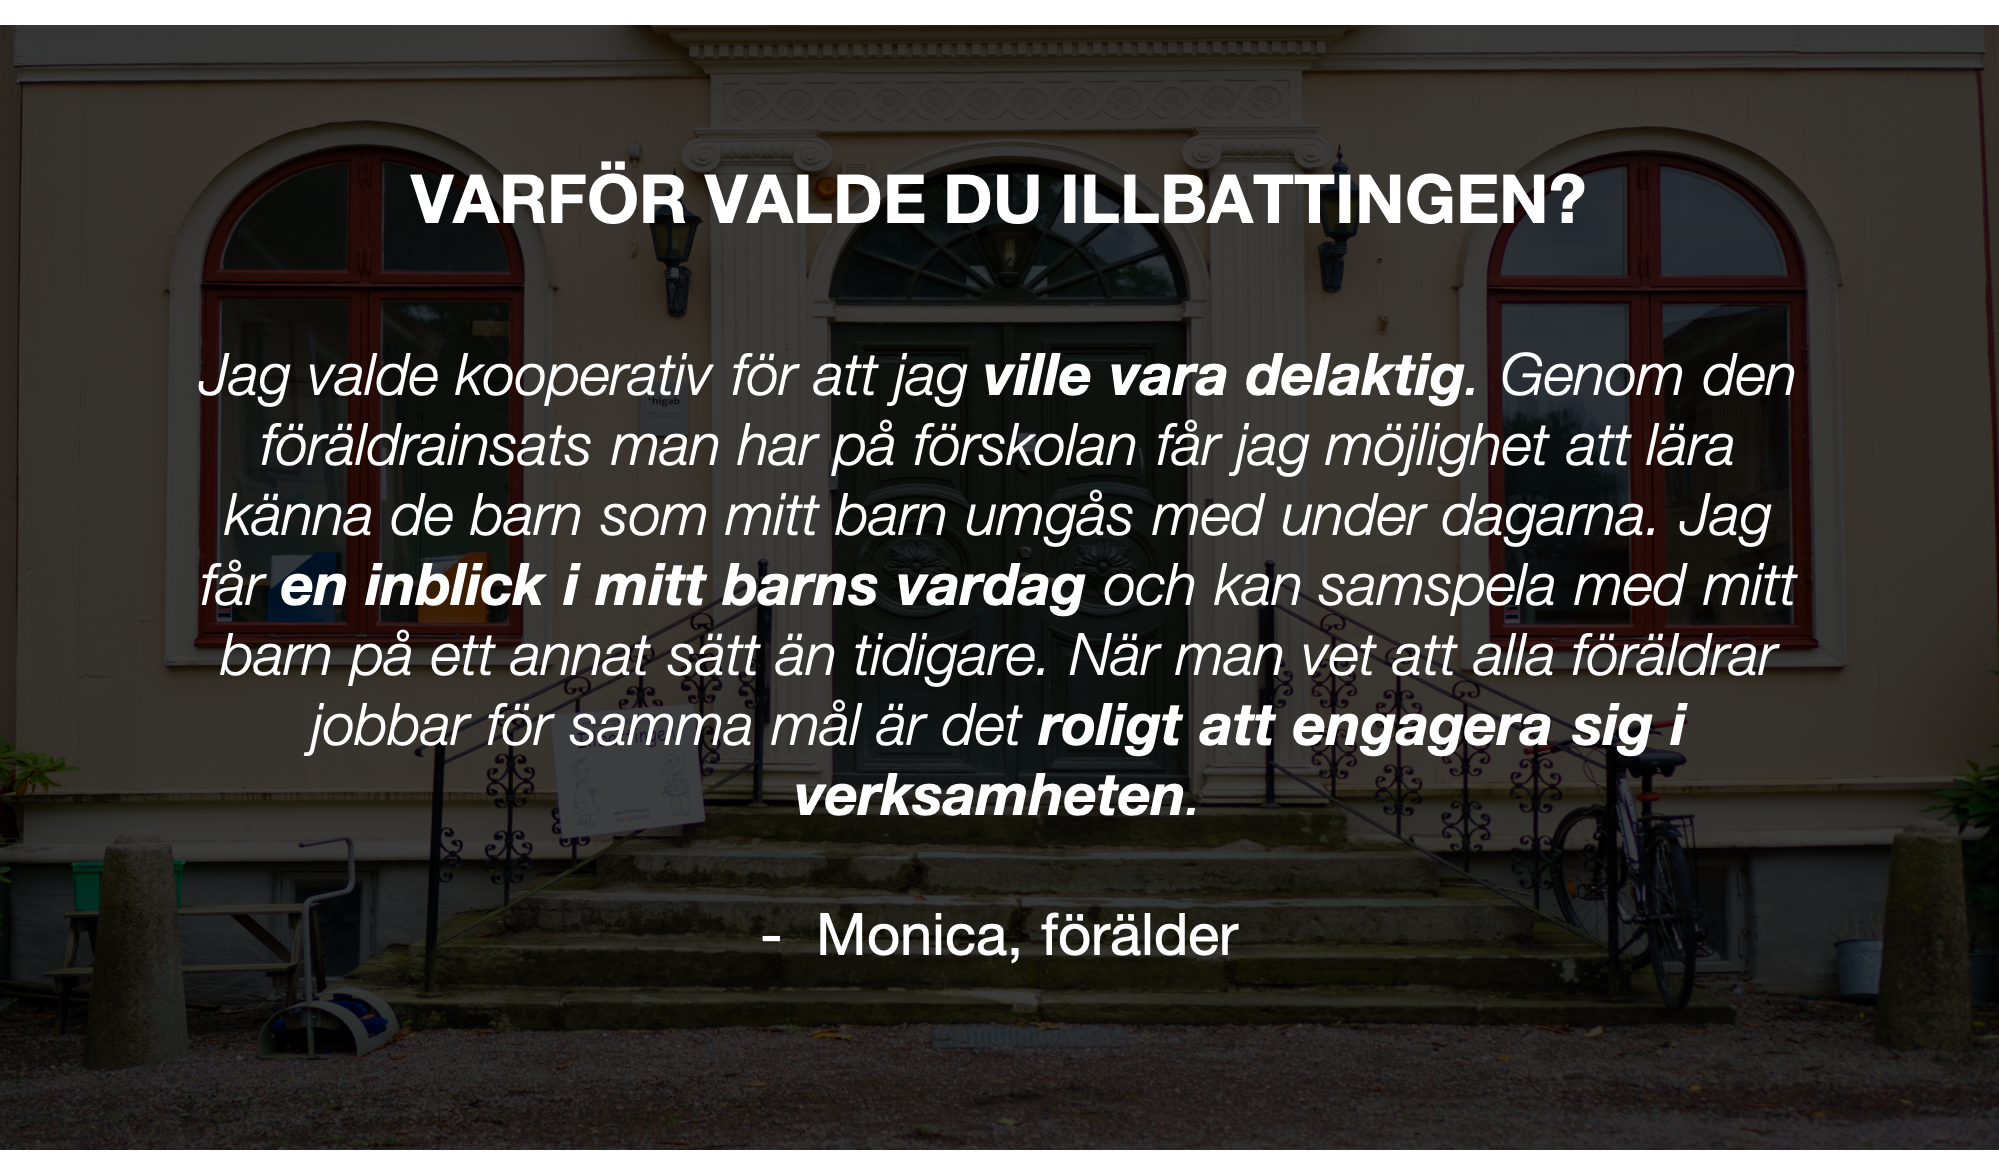 VARFÖR VALDE DU ILLBATTINGEN?
Jag valde kooperativ för att jag ville vara delaktig. Genom den
föräldrainsats man har på förskolan får jag möjlighet att lära
känna de barn som mitt barn umgås med under dagarna. Jag
får en inblick i mitt barns vardag och kan samspela med mitt
barn på ett annat sätt än tidigare. När man vet att alla föräldrar
jobbar för samma mål är det roligt att engagera sig i
verksamheten.
- Monica, förälder
higab